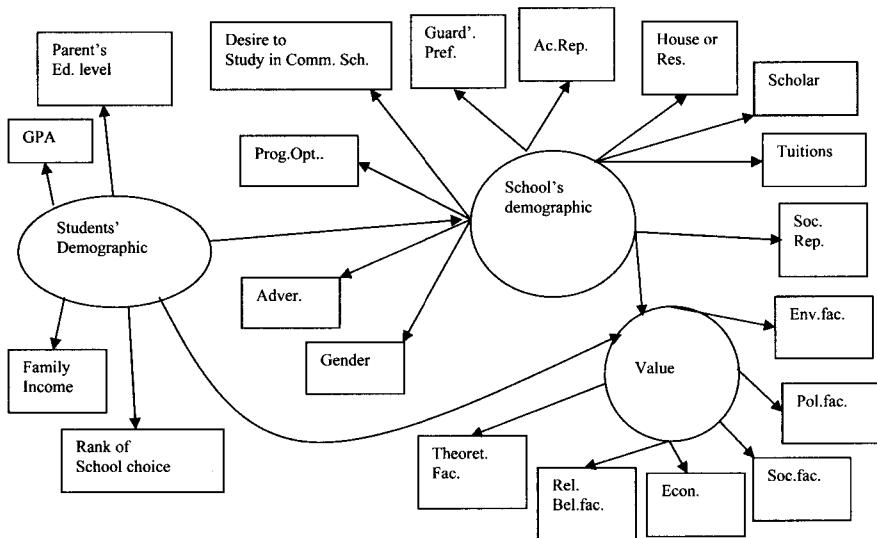 Parent's
Ed. level
Desire to
Study in Comm. Sch.
Guard'.
Pref.
Ac.Rep.
House or
Res.
Scholar
GPA
Prog.Opt..
School's
demographic
Tuitions
Students'
Demographic
Soc.
Rep.
Adver.
Env.fac.
Gender
Value
Family
Income
Pol.fac.
Rank of
School choice
Theoret.
Fac.
Rel.
Bel.fac.
Econ.
Soc.fac.